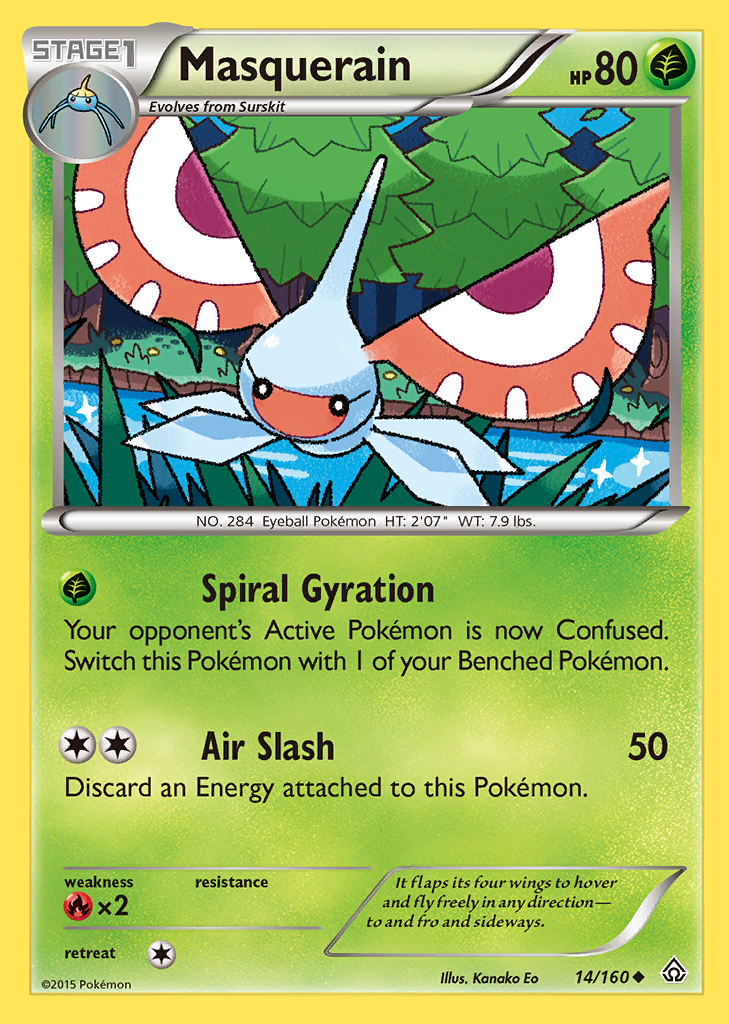 STAGE1
Masquerain
HP 80
Evolves from Surskit
NO. 284 Eyeball Pokémon HT: 2'07" WT: 7.9 lbs.
Spiral Gyration
Your opponent's Active Pokémon is now Confused.
Switch this Pokémon with 1 of your Benched Pokémon.
Air Slash 50
Discard an Energy attached to this Pokémon.
weakness resistance
×2
It flaps its four wings to hover
and fly freely in any direction—
to and fro and sideways.
retreat
©2015 Pokémon
Illus. Kanako Eo 14/160